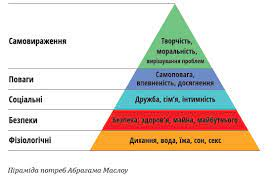 Самовираження
Творчість,
моральність,
вирішування проблем
Поваги
Самоповага,
впевненість, досягнення
Соціальні
Дружба, сім'я, інтимність
Безпеки
Безпека, здоров'я, майна, майбутнього
Фізіологічні
Дихання, вода, їжа, сон, секс
Піраміда потреб Абрагама Маслоу